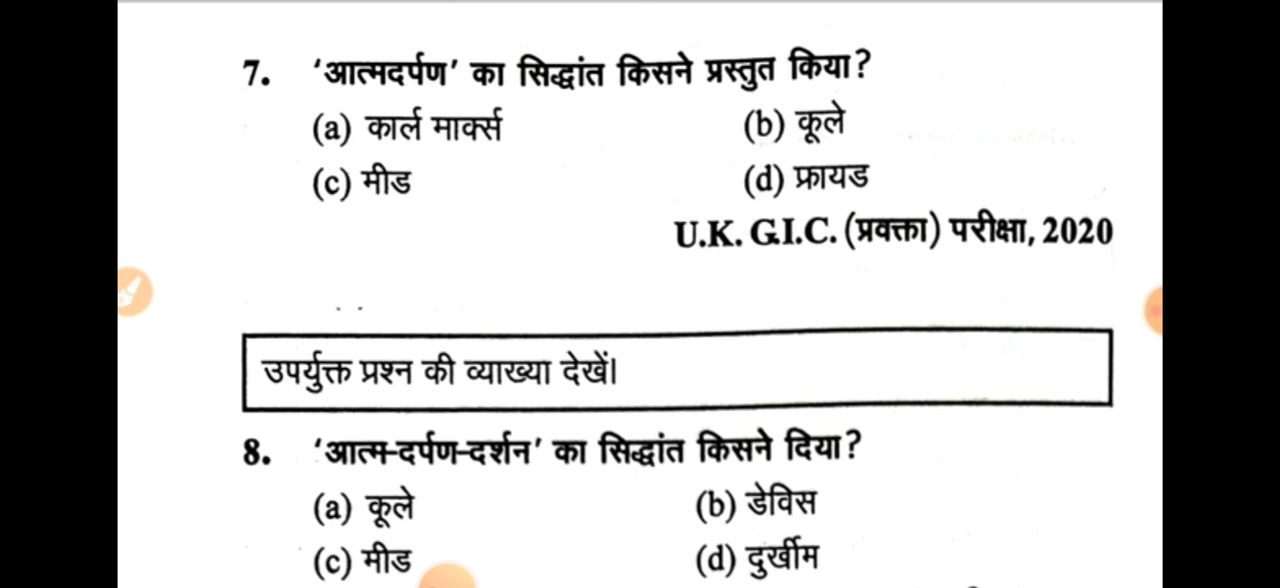 7. 'आत्मदर्पण' का सिद्धांत किसने प्रस्तुत किया?
(a) कार्ल मार्क्स (b) कूले
(c) मीड (d) फ्रायड
U.K. G.I.C. (प्रवक्ता) परीक्षा, 2020
उपर्युक्त प्रश्न की व्याख्या देखें।
8. 'आत्म-दर्पण-दर्शन' का सिद्धांत किसने दिया?
(a) कूले (b) डेविस
(c) मीड (d) दुर्खीम